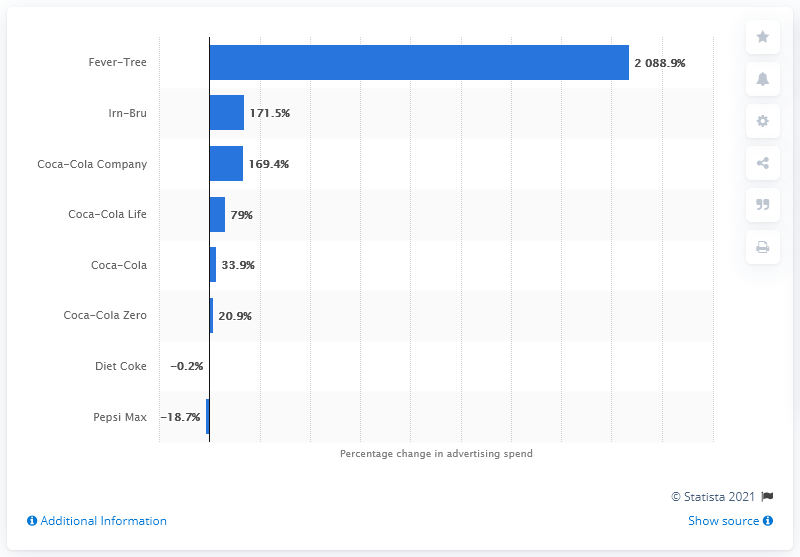 Fever-Tree 2 088.9%
Irn-Bru 171.5%
Coca-Cola Company 169.4%
Coca-Cola Life 79%
Coca-Cola 33.9%
Coca-Cola Zero 20.9%
Diet Coke -0.2%
Pepsi Max -18.7%
Percentage change in advertising spend
© Statista 2021
Additional Information Show source